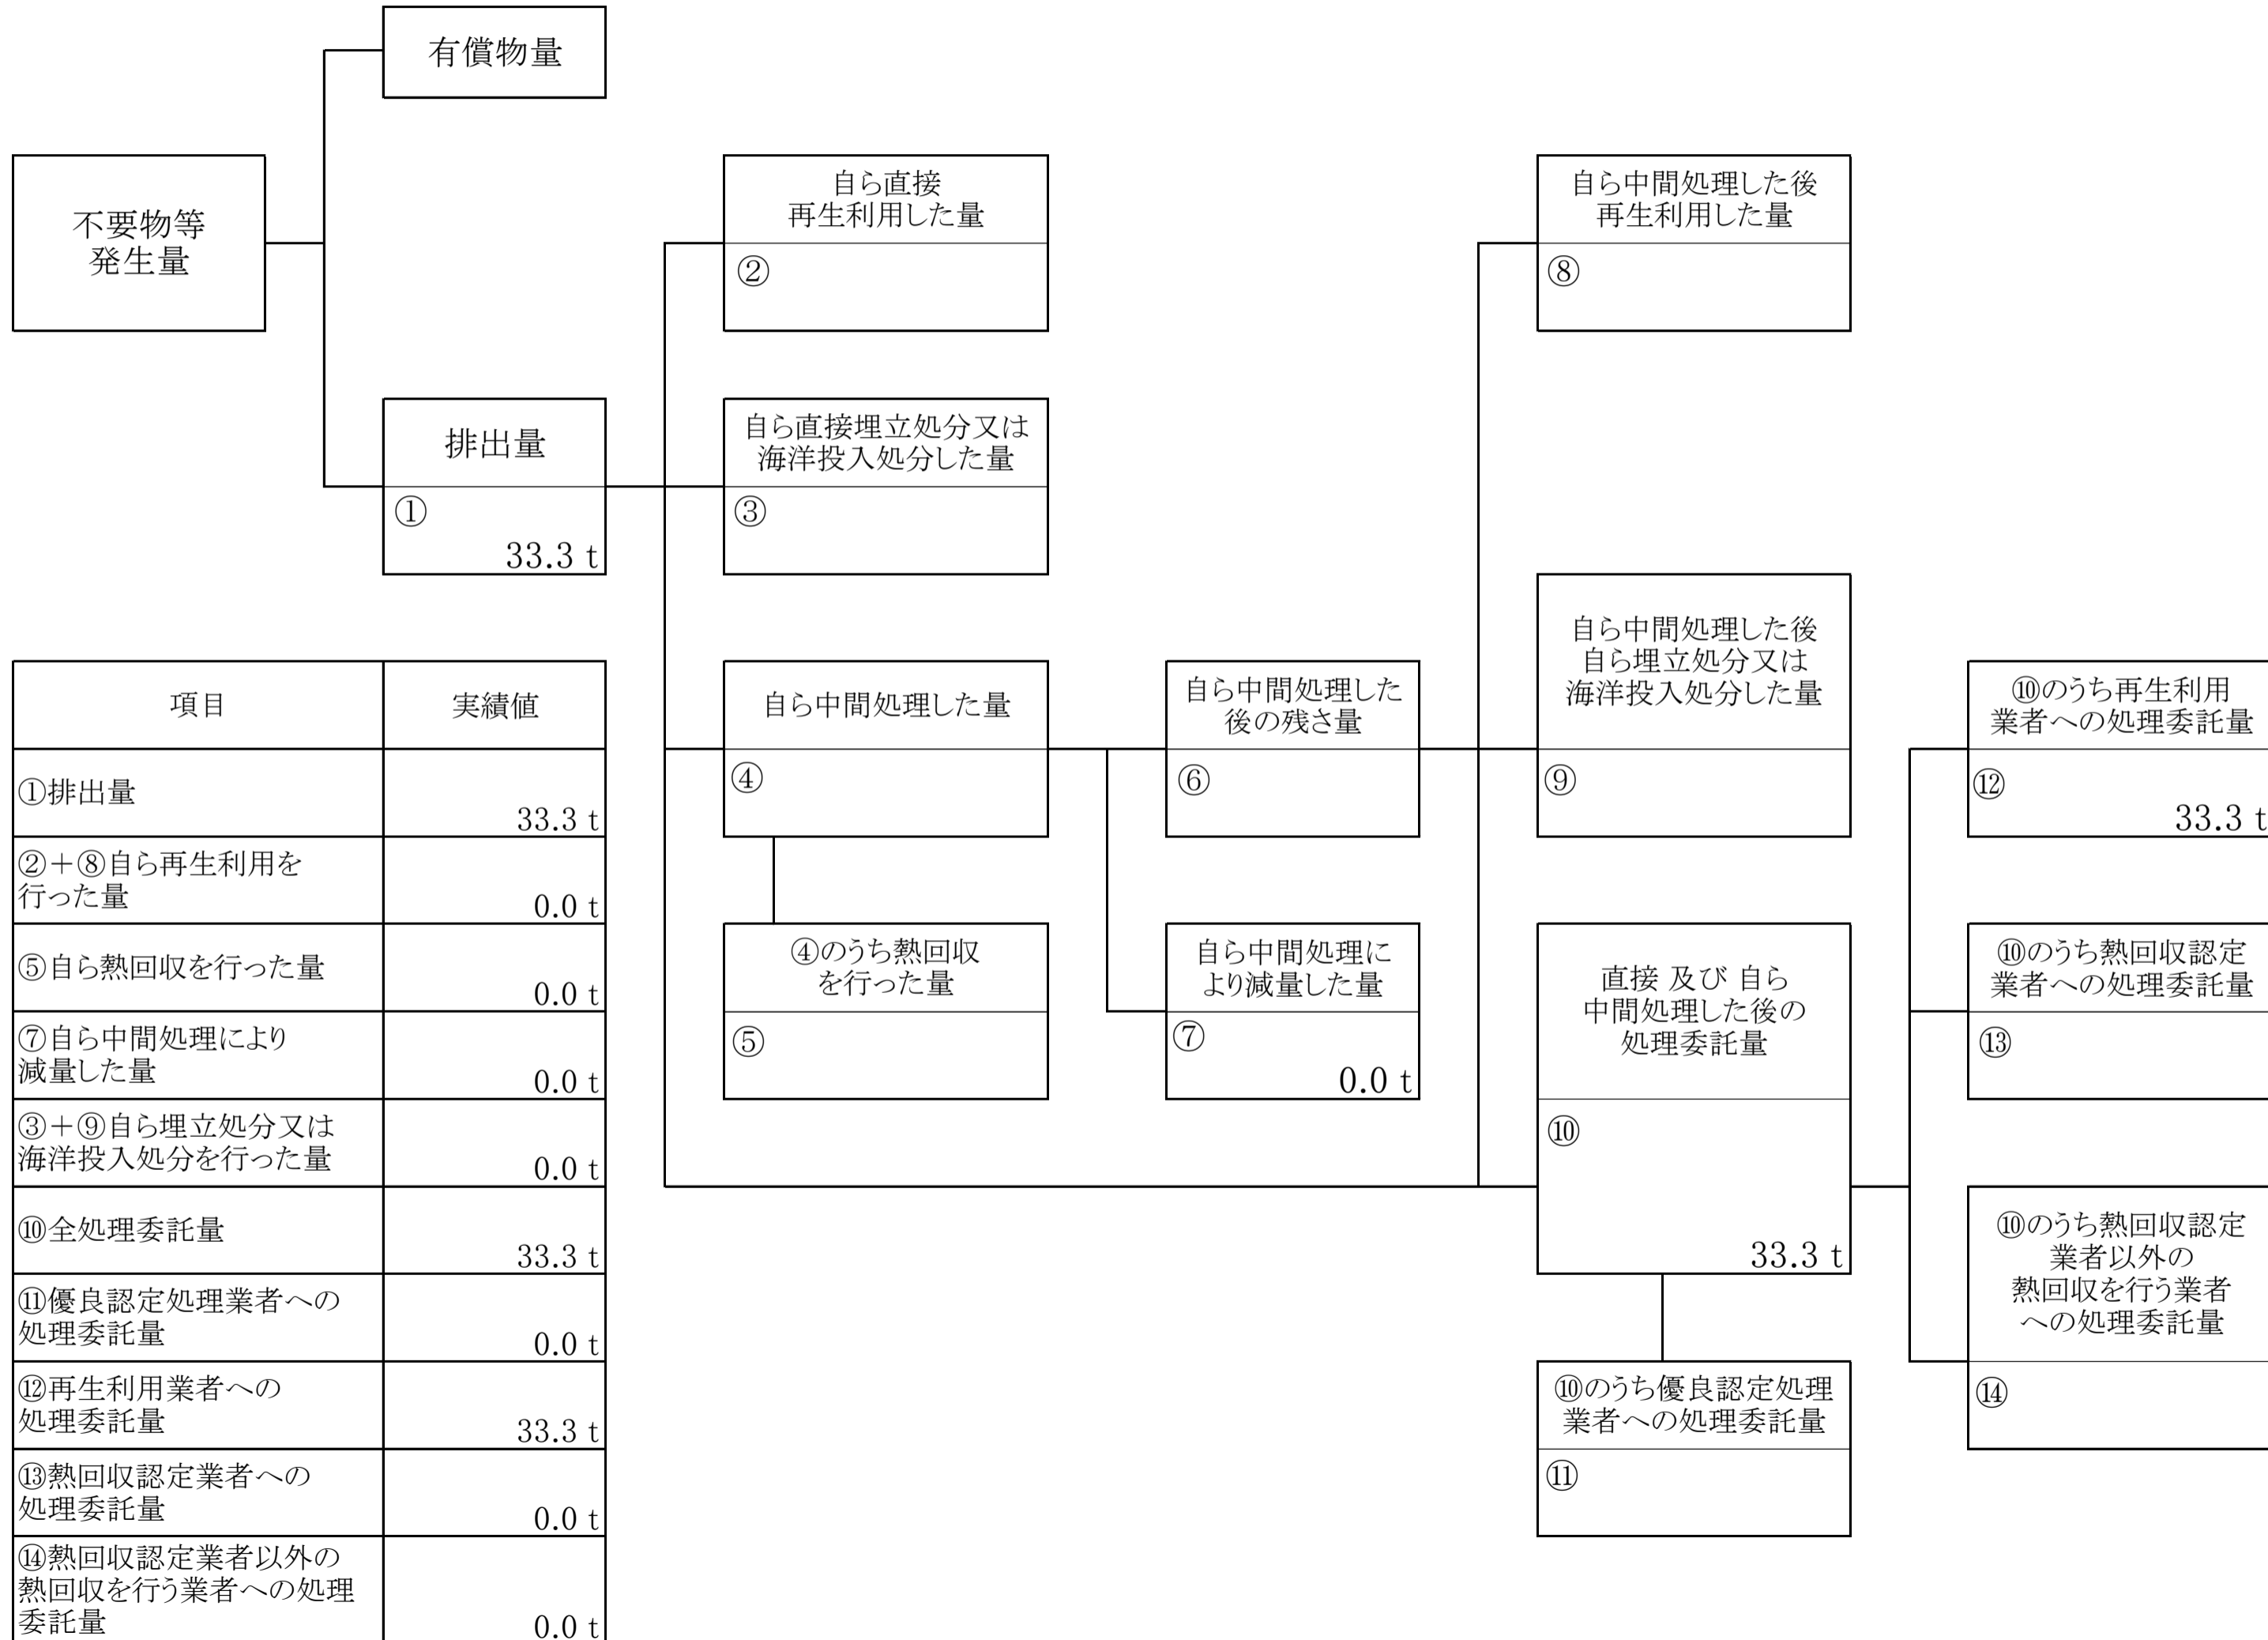 有償物量
不要物等
発生量
自ら直接
再生利用した量
②
自ら中間処理した後
再生利用した量
⑧
排出量
①
33.3 t
自ら直接埋立処分又は
海洋投入処分した量
③
自ら中間処理した量
④
自ら中間処理した
後の残さ量
⑥
自ら中間処理した後
自ら埋立処分又は
海洋投入処分した量
⑨
⑩のうち再生利用
業者への処理委託量
⑫
33.3 t
④のうち熱回収
を行った量
⑤
自ら中間処理に
より減量した量
⑦
0.0 t
直接 及び 自ら
中間処理した後の
処理委託量
⑩
33.3 t
⑩のうち熱回収認定
業者への処理委託量
⑬
⑩のうち熱回収認定
業者以外の
熱回収を行う業者
への処理委託量
⑭
⑩のうち優良認定処理
業者への処理委託量
⑪
項目
実績値
①排出量
33.3 t
②+⑧自ら再生利用を
行った量
0.0 t
⑤自ら熱回収を行った量
0.0 t
⑦自ら中間処理により
減量した量
0.0 t
③+⑨自ら埋立処分又は
海洋投入処分を行った量
0.0 t
⑩全処理委託量
33.3 t
⑪優良認定処理業者への
処理委託量
0.0 t
⑫再生利用業者への
処理委託量
33.3 t
⑬熱回収認定業者への
処理委託量
0.0 t
⑭熱回収認定業者以外の
熱回収を行う業者への処理
委託量
0.0 t